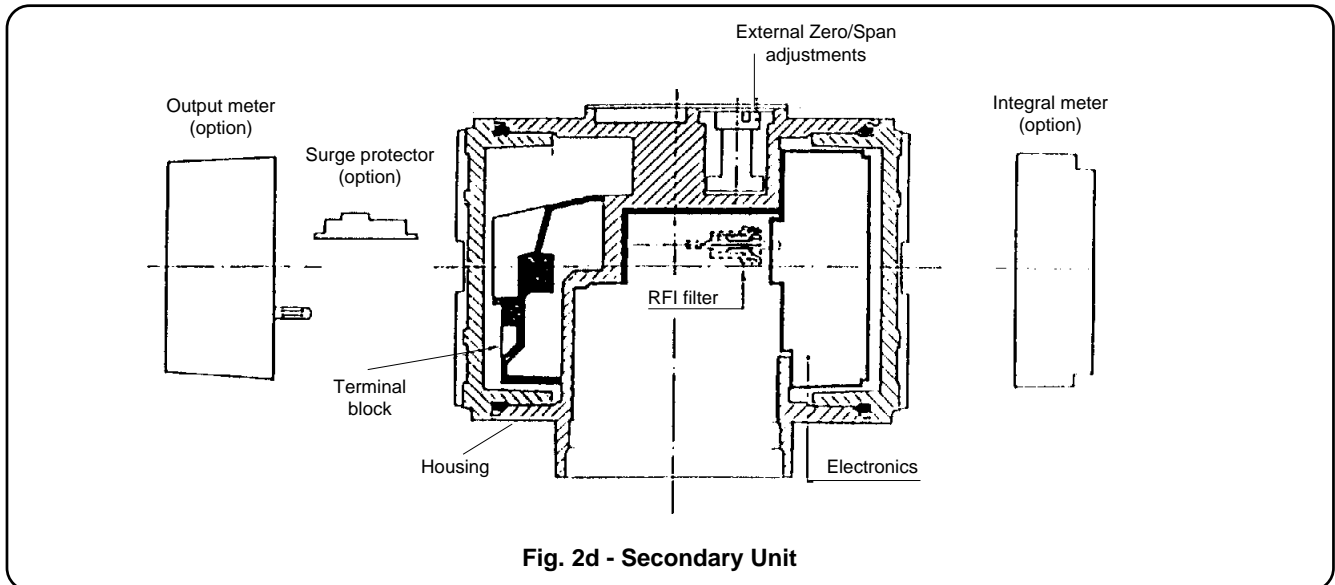 External Zero/Span
adjustments
Output meter
(option)
Integral meter
(option)
Surge protector
(option)
RFI filter
Terminal
block
Housing
Electronics
Fig. 2d - Secondary Unit